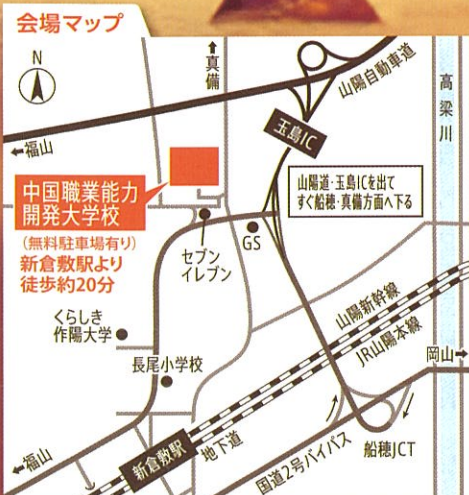 会場マップ
N
↑真備
山陽自動車道
高梁川
玉島IC
←福山
山陽道・玉島ICを出て
すぐ船穂・真備方面へ下る
中国職業能力
開発大学校
(無料駐車場有り)
新倉敷駅より
徒歩約20分
セブン
イレブン
GS
くらしき
作陽大学
長尾小学校
山陽新幹線
JR山陽本線
岡山→
←福山
新倉敷駅
地下道
国道2号バイパス
船穂JCT